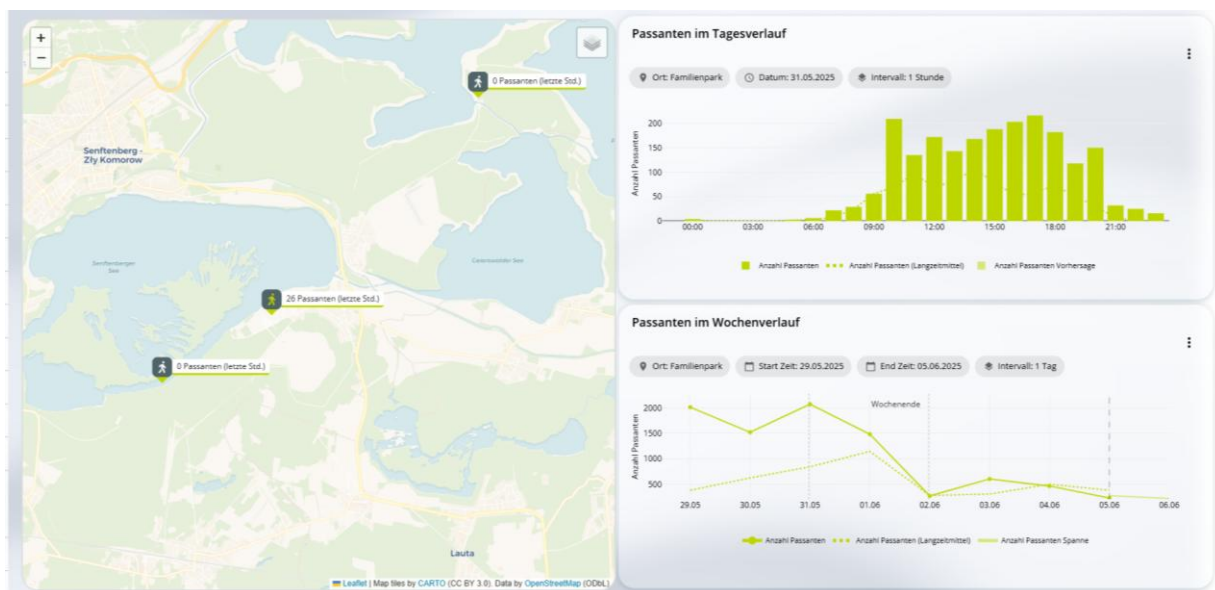 +
−
0 Passanten (letzte Std.)
Senftenberg -
Zły Komorow
Senftenberger
See
Geierswalder See
26 Passanten (letzte Std.)
0 Passanten (letzte Std.)
Lauta
Leaflet | Map tiles by CARTO (CC BY 3.0). Data by OpenStreetMap (ODbL)
Passanten im Tagesverlauf
Ort: Familienpark
Datum: 31.05.2025
Intervall: 1 Stunde
Anzahl Passanten
200
150
100
50
0
00:00 03:00 06:00 09:00 12:00 15:00 18:00 21:00
Anzahl Passanten Anzahl Passanten (Langzeitmittel) Anzahl Passanten Vorhersage
Passanten im Wochenverlauf
Ort: Familienpark
Start Zeit: 29.05.2025
End Zeit: 05.06.2025
Intervall: 1 Tag
Wochenende
Anzahl Passanten
2000
1500
1000
500
29.05 30.05 31.05 01.06 02.06 03.06 04.06 05.06 06.06
Anzahl Passanten Anzahl Passanten (Langzeitmittel) Anzahl Passanten Spanne